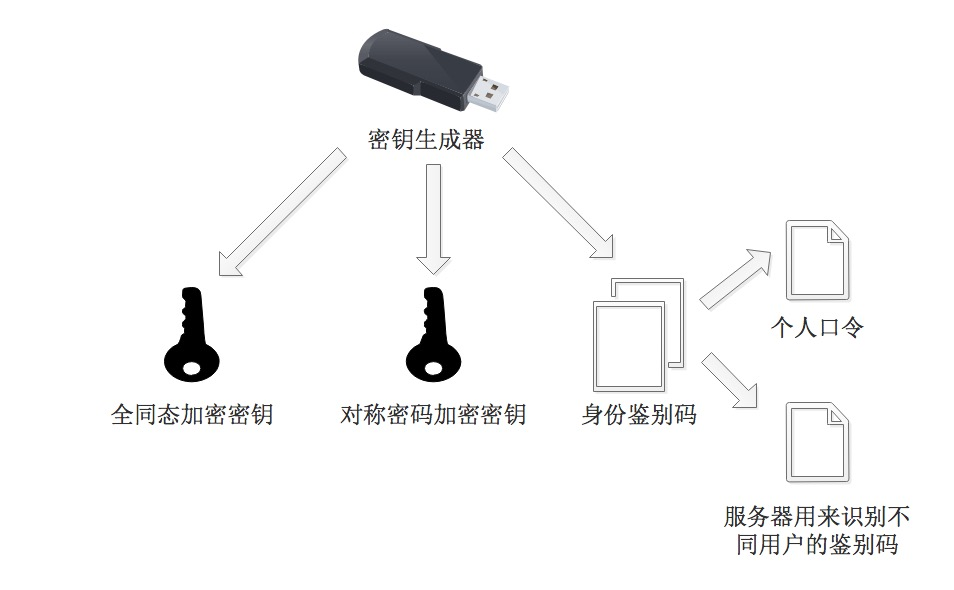 密钥生成器
个人口令
全同态加密密钥
对称密码加密密钥
身份鉴别码
服务器用来识别不
同用户的鉴别码